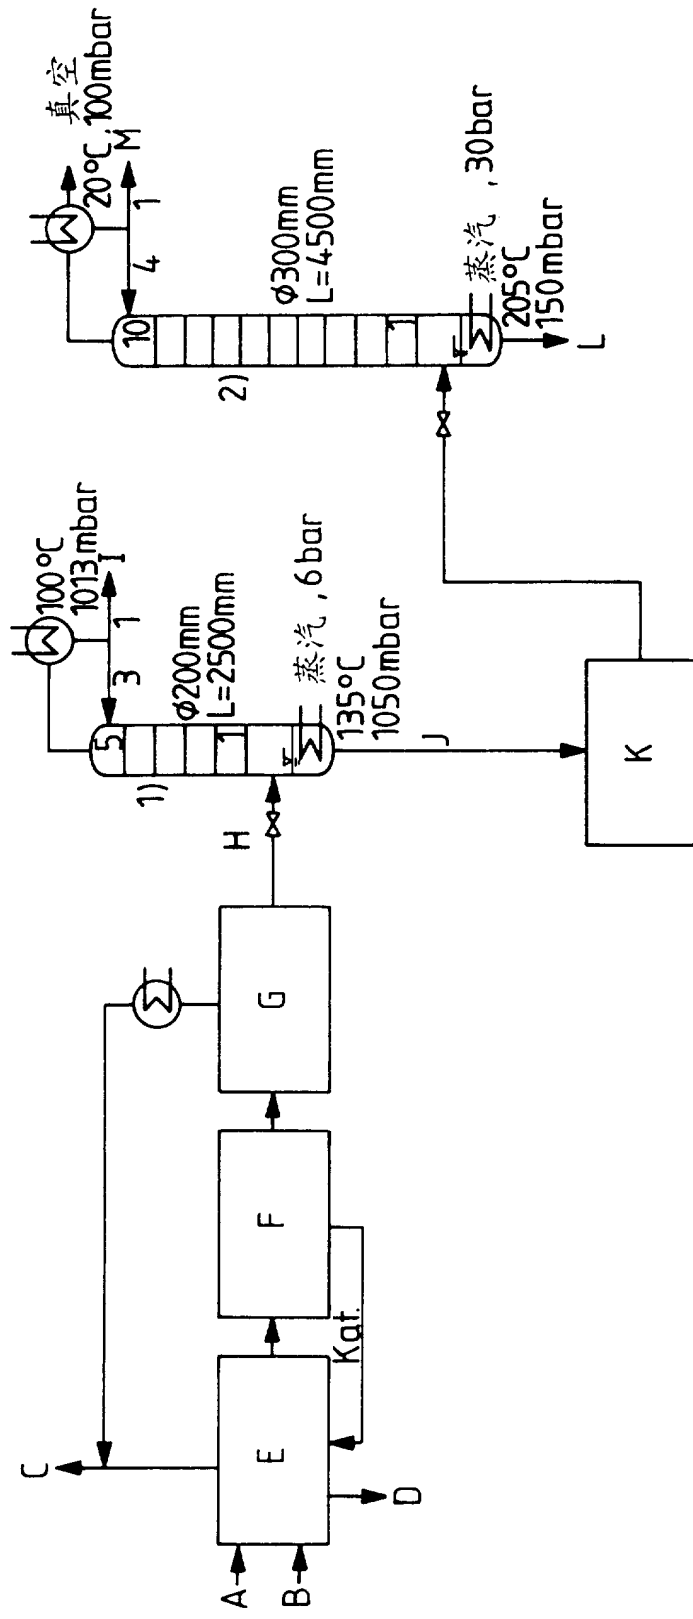 A
B
C
D
E
Kat.
F
G
H
1)
5
1
φ200mm
L=2500mm
3
1
I
100°C
1013mbar
蒸汽, 6bar
135°C
1050mbar
J
K
2)
10
1
φ300mm
L=4500mm
4
1
M
20°C, 100mbar
真空
蒸汽, 30bar
205°C
150mbar
L